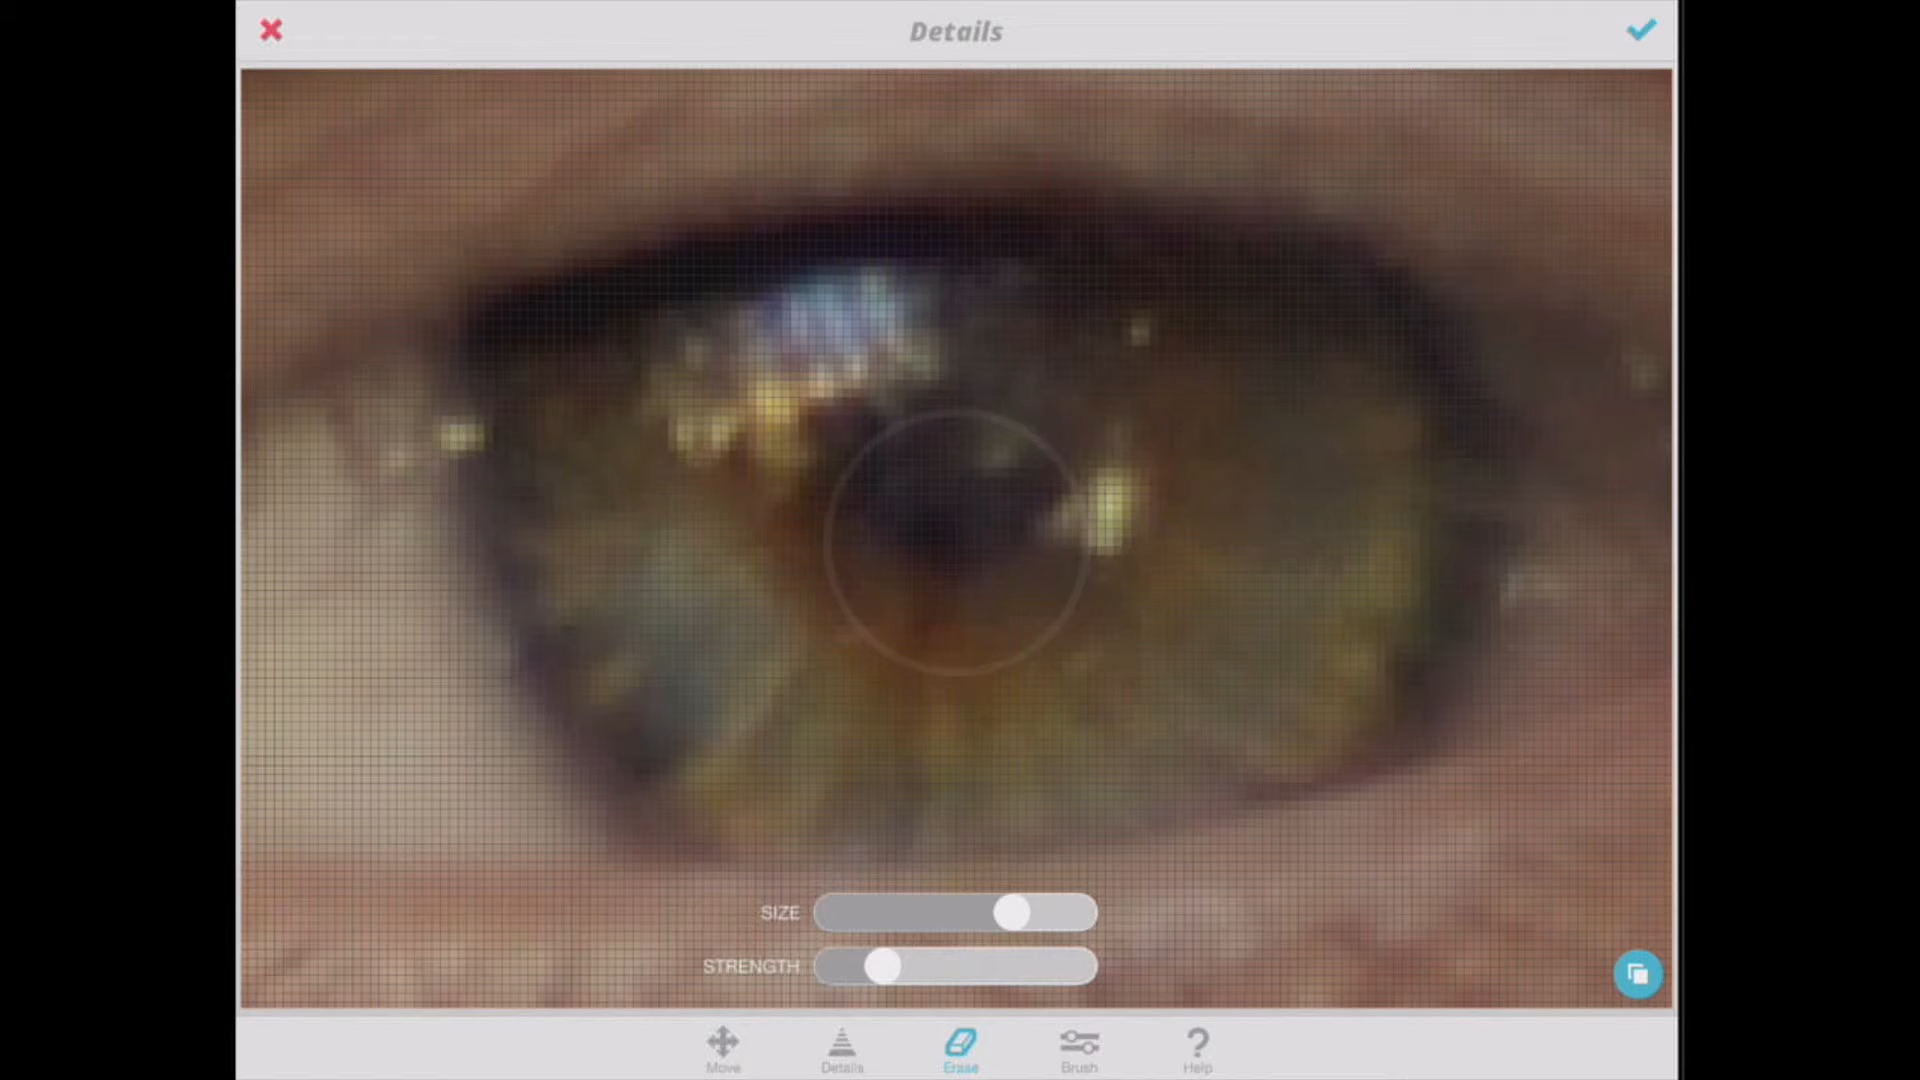 Details
SIZE
STRENGTH
Move
Details
Erase
Brush
Help